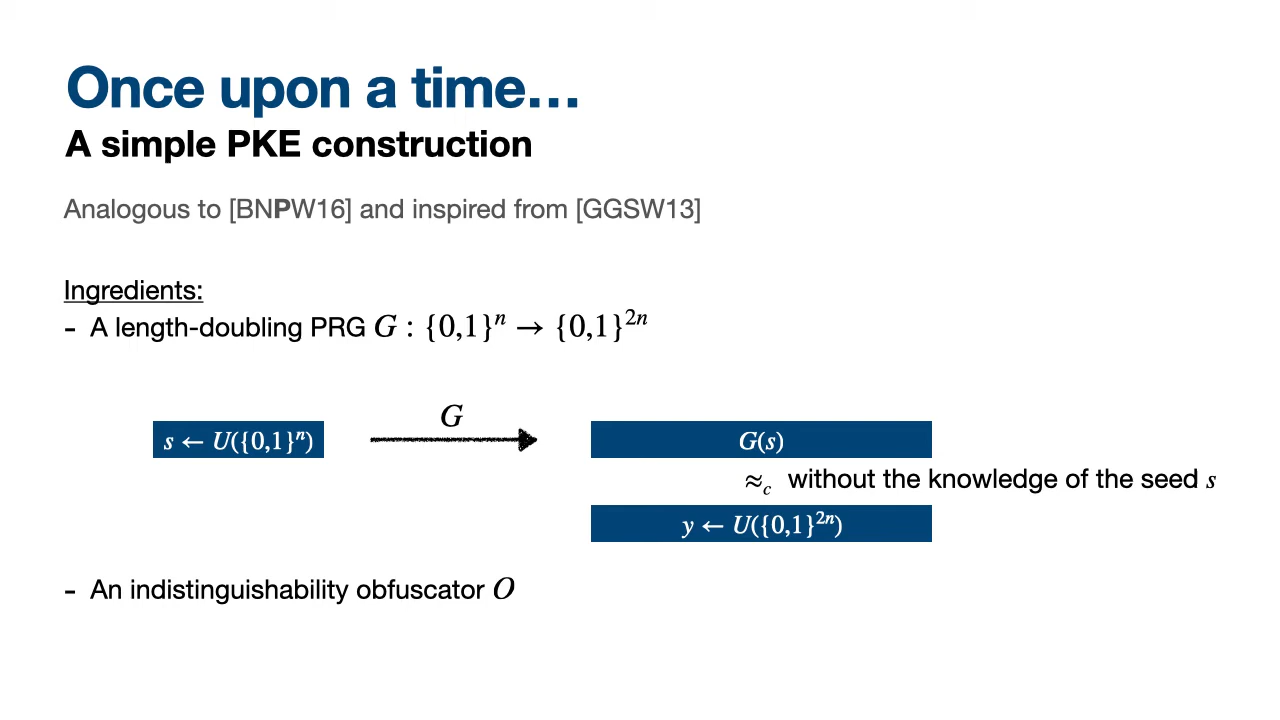 Once upon a time…
A simple PKE construction
Analogous to [BNPW16] and inspired from [GGSW13]
Ingredients:
- A length-doubling PRG G : {0,1}ⁿ → {0,1}²ⁿ
G
s ← U({0,1}ⁿ)
G(s)
≈c without the knowledge of the seed s
y ← U({0,1}²ⁿ)
- An indistinguishability obfuscator O